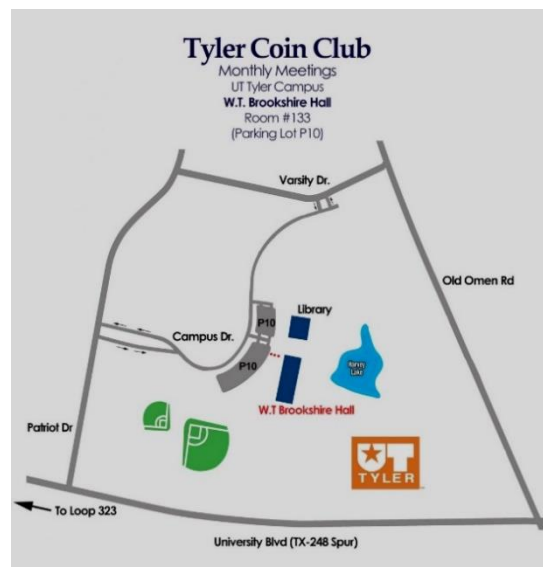 Tyler Coin Club
Monthly Meetings
UT Tyler Campus
W.T. Brookshire Hall
Room #133
(Parking Lot P10)
Varsity Dr.
Old Omen Rd
Library
P10
Campus Dr.
P10
Harvey
Lake
W.T Brookshire Hall
Patriot Dr
UT
TYLER
To Loop 323
University Blvd (TX-248 Spur)